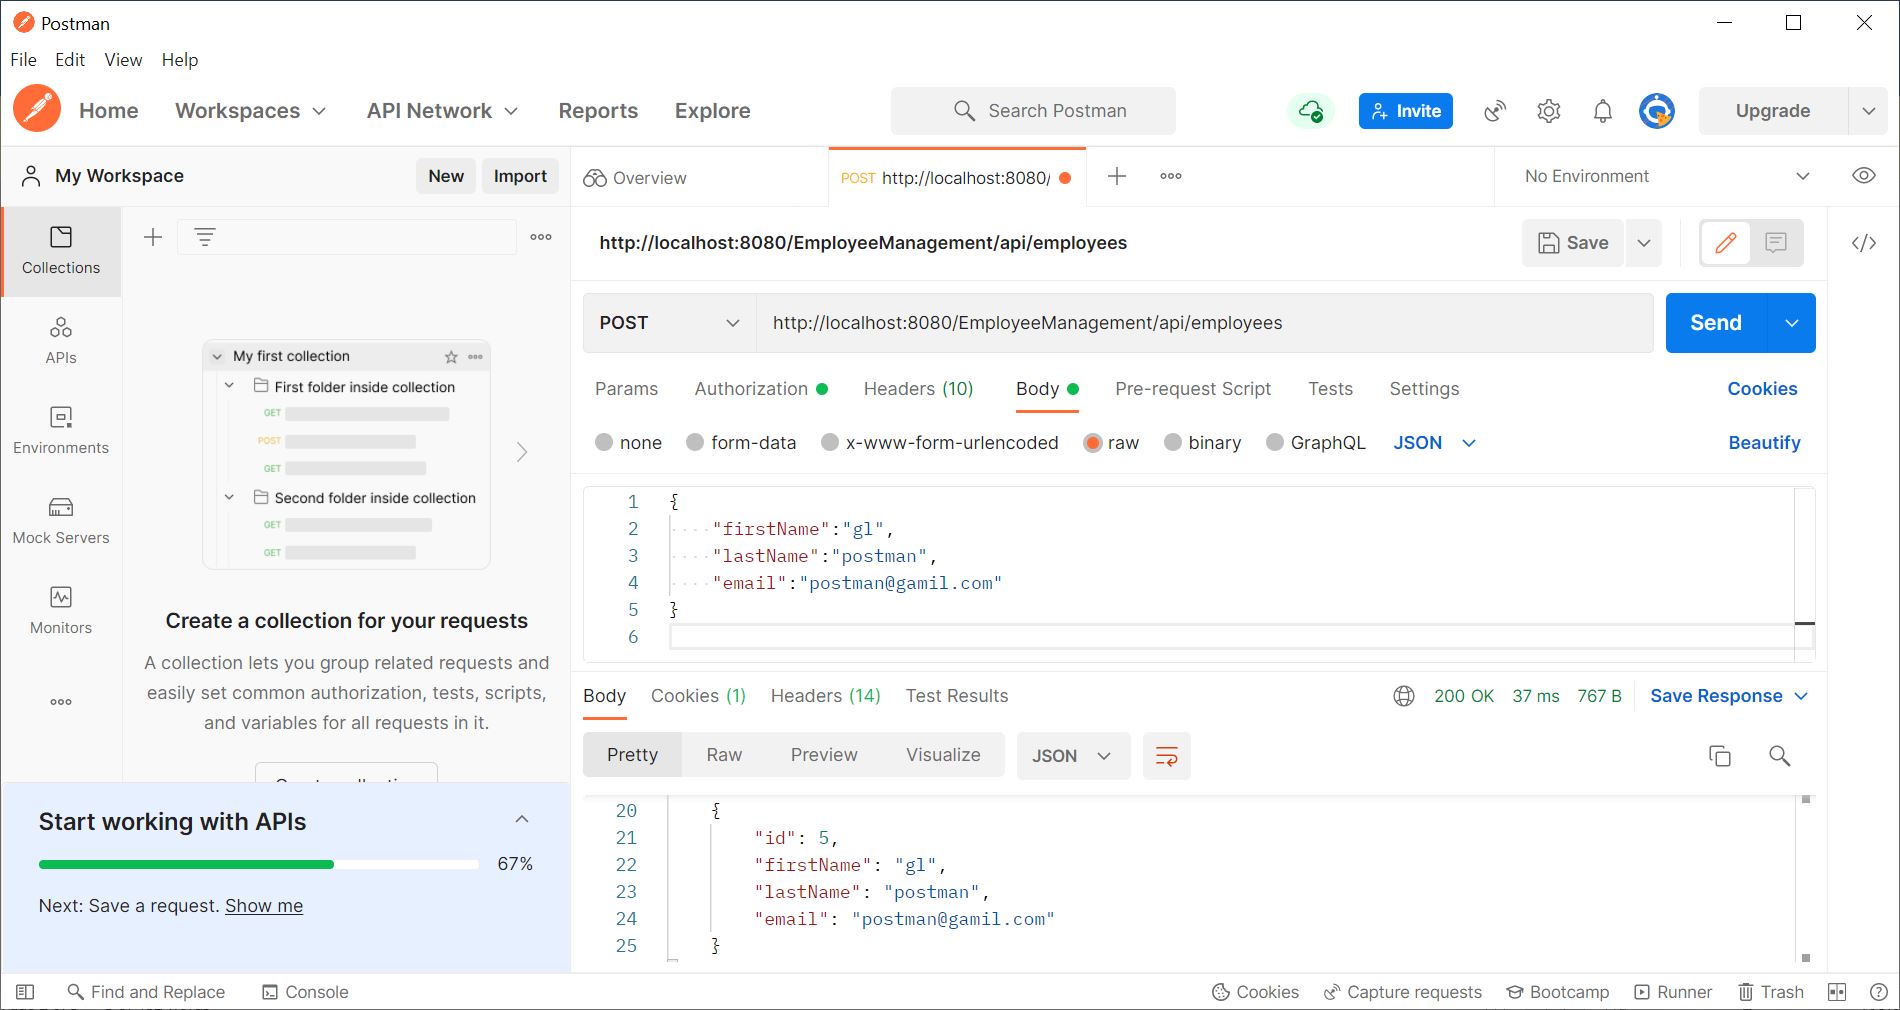 Postman
File Edit View Help
Home Workspaces API Network Reports Explore Search Postman Invite Upgrade
My Workspace New Import
Overview POST http://localhost:8080/ No Environment
Collections
APIs
Environments
Mock Servers
Monitors
My first collection
First folder inside collection
GET
POST
GET
Second folder inside collection
GET
GET
Create a collection for your requests
A collection lets you group related requests and
easily set common authorization, tests, scripts,
and variables for all requests in it.
Start working with APIs
67%
Next: Save a request. Show me
http://localhost:8080/EmployeeManagement/api/employees Save
POST http://localhost:8080/EmployeeManagement/api/employees Send
Params Authorization Headers (10) Body Pre-request Script Tests Settings Cookies
none form-data x-www-form-urlencoded raw binary GraphQL JSON Beautify
1 {
2 "firstName":"gl",
3 "lastName":"postman",
4 "email":"postman@gamil.com"
5 }
6
Body Cookies (1) Headers (14) Test Results 200 OK 37 ms 767 B Save Response
Pretty Raw Preview Visualize JSON
20 {
21 "id": 5,
22 "firstName": "gl",
23 "lastName": "postman",
24 "email": "postman@gamil.com"
25 }
Find and Replace Console Cookies Capture requests Bootcamp Runner Trash